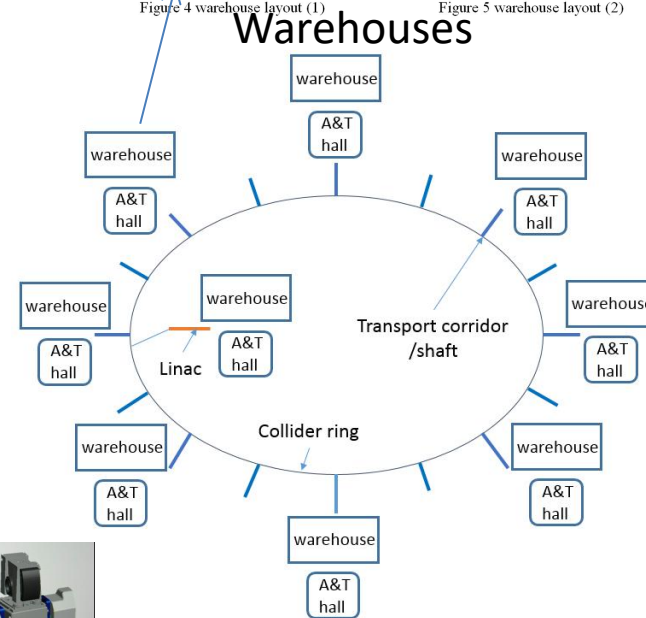 Figure 4 warehouse layout (1)
Figure 5 warehouse layout (2)
Warehouses
warehouse
A&T
hall
warehouse
A&T
hall
warehouse
A&T
hall
warehouse
A&T
hall
warehouse
A&T
hall
Linac
Transport corridor
/shaft
warehous
A&T
hall
Collider ring
warehouse
A&T
hall
warehouse
A&T
hall
warehouse
A&T
hall